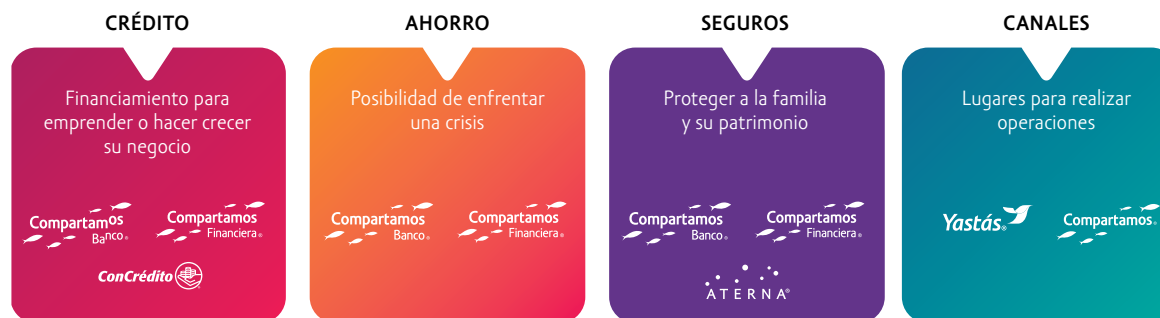 CRÉDITO
Financiamiento para
emprender o hacer crecer
su negocio
Compartamos
Banco®
Compartamos
Financiera®
ConCrédito®
AHORRO
Posibilidad de enfrentar
una crisis
Compartamos
Banco®
Compartamos
Financiera®
SEGUROS
Proteger a la familia
y su patrimonio
Compartamos
Banco®
Compartamos
Financiera®
ATERNA®
CANALES
Lugares para realizar
operaciones
Yastás®
Compartamos®